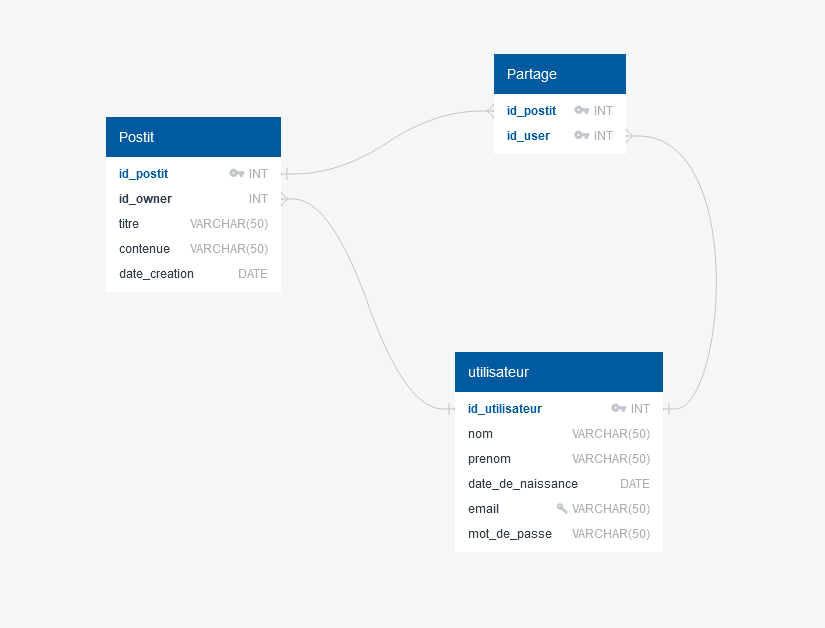 Partage
id_postit INT
id_user INT
Postit
id_postit INT
id_owner INT
titre VARCHAR(50)
contenue VARCHAR(50)
date_creation DATE
utilisateur
id_utilisateur INT
nom VARCHAR(50)
prenom VARCHAR(50)
date_de_naissance DATE
email VARCHAR(50)
mot_de_passe VARCHAR(50)